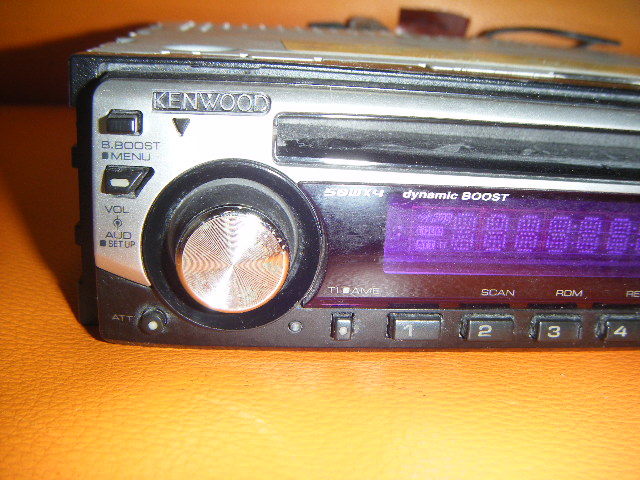 KENWOOD
B.BOOST
MENU
VOL
AUD
SET UP
ATT
dynamic BOOST
TI AME
SCAN RDM
1 2 3 4